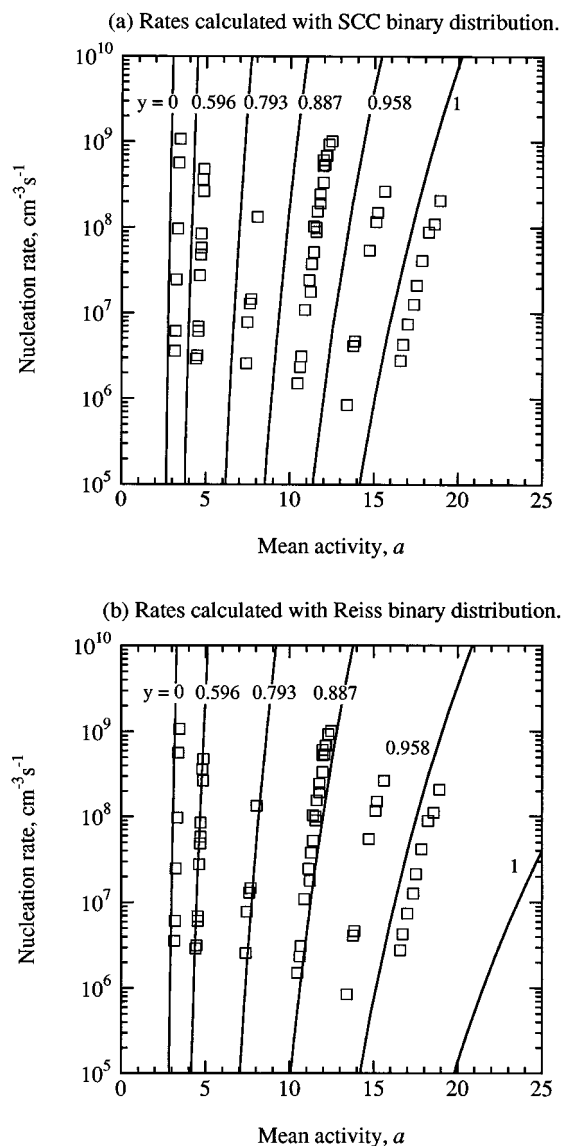 (a) Rates calculated with SCC binary distribution.
10^10
10^9
10^8
10^7
10^6
10^5
y = 0 0.596 0.793 0.887 0.958 1
Nucleation rate, cm^-3 s^-1
0 5 10 15 20 25
Mean activity, a
(b) Rates calculated with Reiss binary distribution.
10^10
10^9
10^8
10^7
10^6
10^5
y = 0 0.596 0.793 0.887
0.958
1
Nucleation rate, cm^-3 s^-1
0 5 10 15 20 25
Mean activity, a